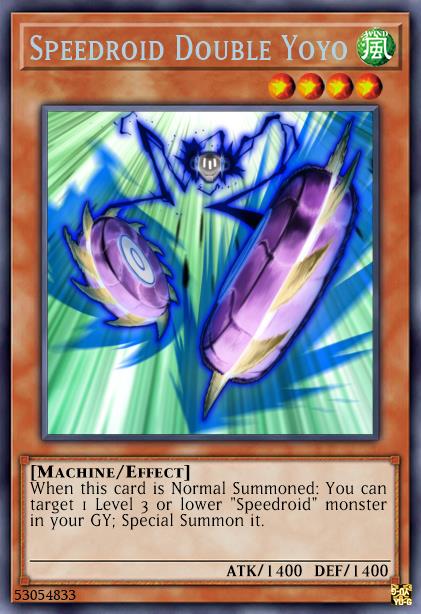 Speedroid Double Yoyo
WIND
風
[Machine/Effect]
When this card is Normal Summoned: You can
target 1 Level 3 or lower "Speedroid" monster
in your GY; Special Summon it.
ATK/1400 DEF/1400
53054833